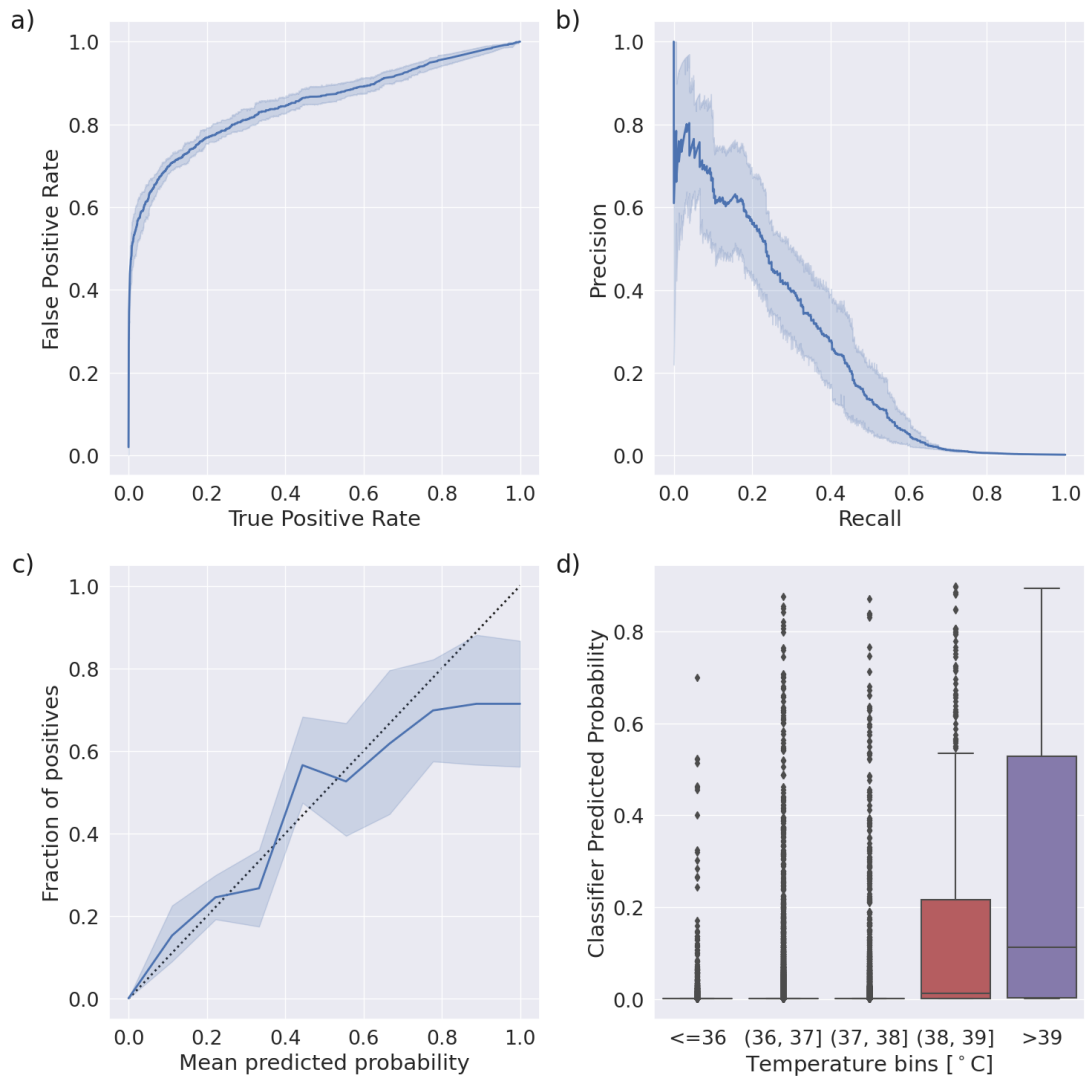 a)
1.0
0.8
0.6
0.4
0.2
0.0
False Positive Rate
0.0 0.2 0.4 0.6 0.8 1.0
True Positive Rate
b)
1.0
0.8
0.6
0.4
0.2
0.0
Precision
0.0 0.2 0.4 0.6 0.8 1.0
Recall
c)
1.0
0.8
0.6
0.4
0.2
0.0
Fraction of positives
0.0 0.2 0.4 0.6 0.8 1.0
Mean predicted probability
d)
0.8
0.6
0.4
0.2
0.0
Classifier Predicted Probability
<=36 (36, 37] (37, 38] (38, 39] >39
Temperature bins [°C]